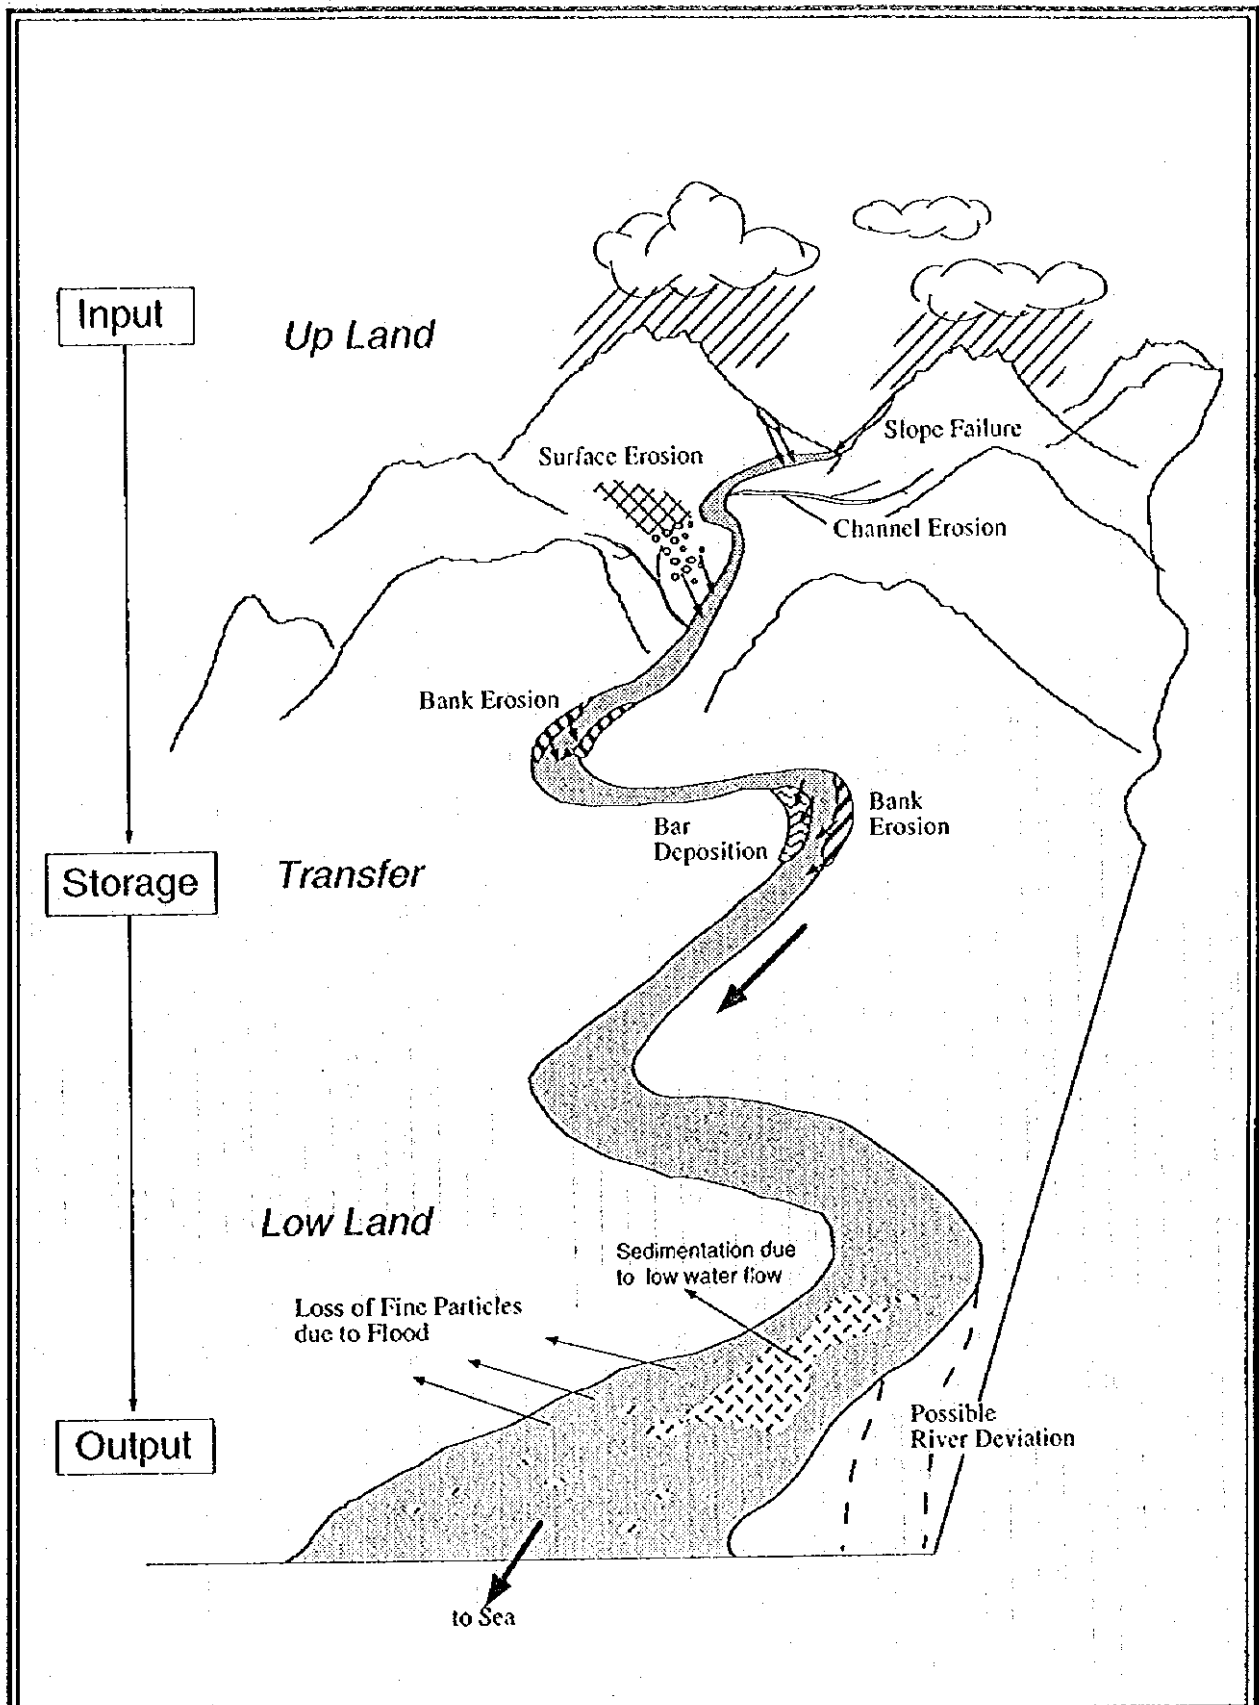 Input
Up Land
Slope Failure
Surface Erosion
Channel Erosion
Bank Erosion
Bank
Erosion
Bar
Deposition
Storage
Transfer
Low Land
Sedimentation due
to low water flow
Loss of Fine Particles
due to Flood
Possible
River Deviation
Output
to Sea